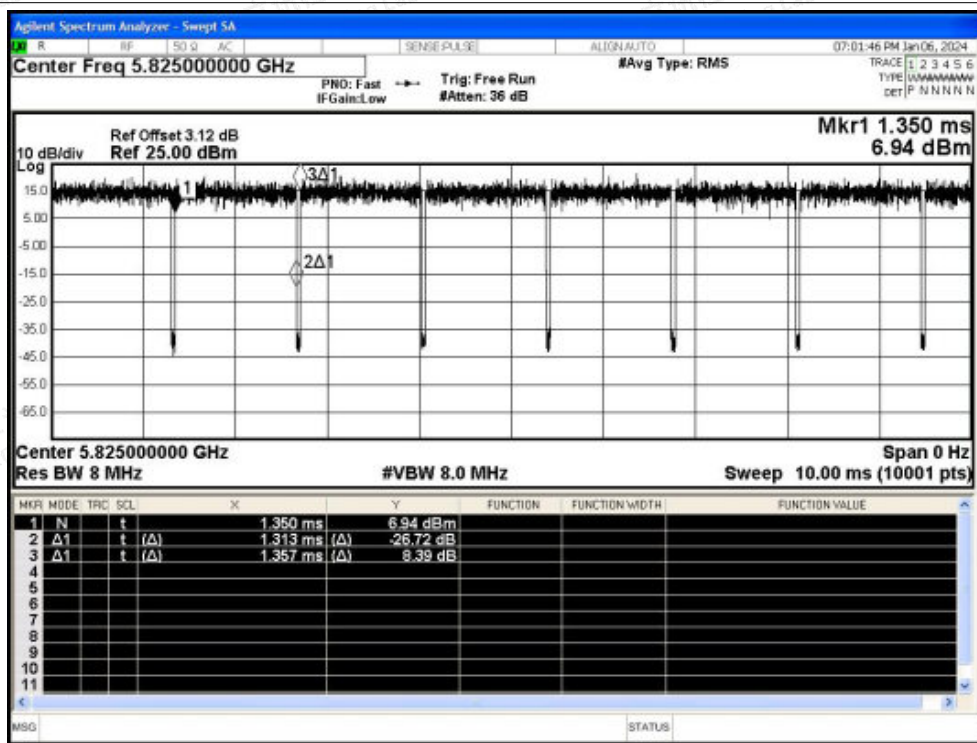 Agilent Spectrum Analyzer - Swept SA
LXI R RF 50 Ω AC SENSE:PULSE ALIGNAUTO 07:01:46 PM Jan 06, 2024
Center Freq 5.825000000 GHz #Avg Type: RMS TRACE 1 2 3 4 5 6
PNO: Fast Trig: Free Run TYPE
IFGain:Low #Atten: 36 dB DET P N N N N N
Mkr1 1.350 ms
Ref Offset 3.12 dB
10 dB/div Ref 25.00 dBm 6.94 dBm
Log
3Δ1
15.0 1
5.00
-5.00
2Δ1
-15.0
-25.0
-35.0
-45.0
-55.0
-65.0
Center 5.825000000 GHz Span 0 Hz
Res BW 8 MHz #VBW 8.0 MHz Sweep 10.00 ms (10001 pts)
MKR MODE TRC SCL X Y FUNCTION FUNCTION WIDTH FUNCTION VALUE
1 N t 1.350 ms 6.94 dBm
2 Δ1 t (Δ) 1.313 ms (Δ) -26.72 dB
3 Δ1 t (Δ) 1.357 ms (Δ) 8.39 dB
4
5
6
7
8
9
10
11
MSG STATUS